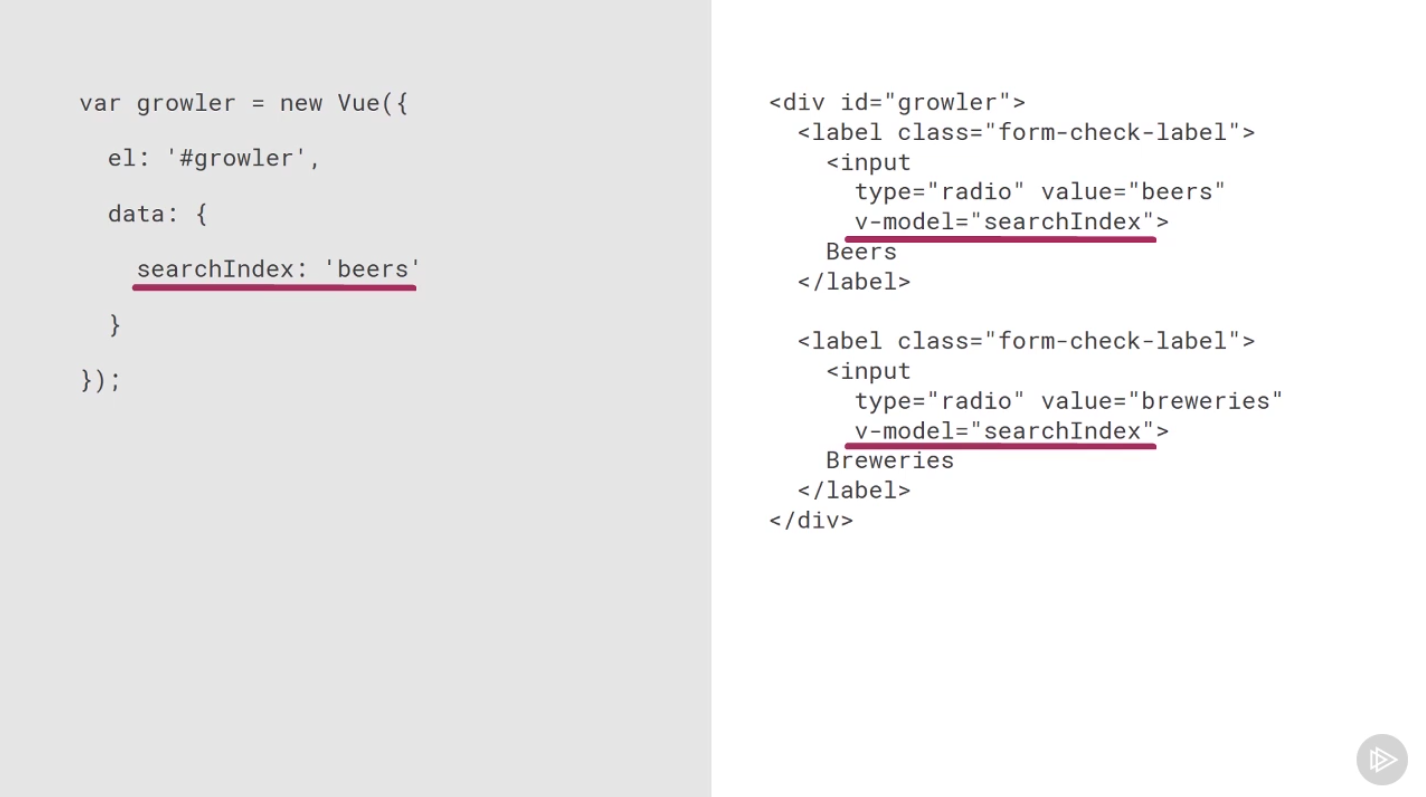 var growler = new Vue({
el: '#growler',
data: {
searchIndex: 'beers'
}
});
<div id="growler">
<label class="form-check-label">
<input
type="radio" value="beers"
v-model="searchIndex">
Beers
</label>
<label class="form-check-label">
<input
type="radio" value="breweries"
v-model="searchIndex">
Breweries
</label>
</div>